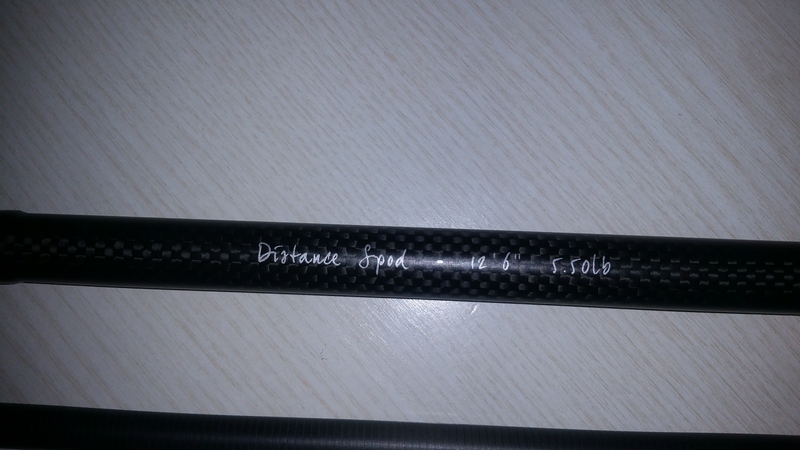 Distance Spod - 12'6" 5.50lb